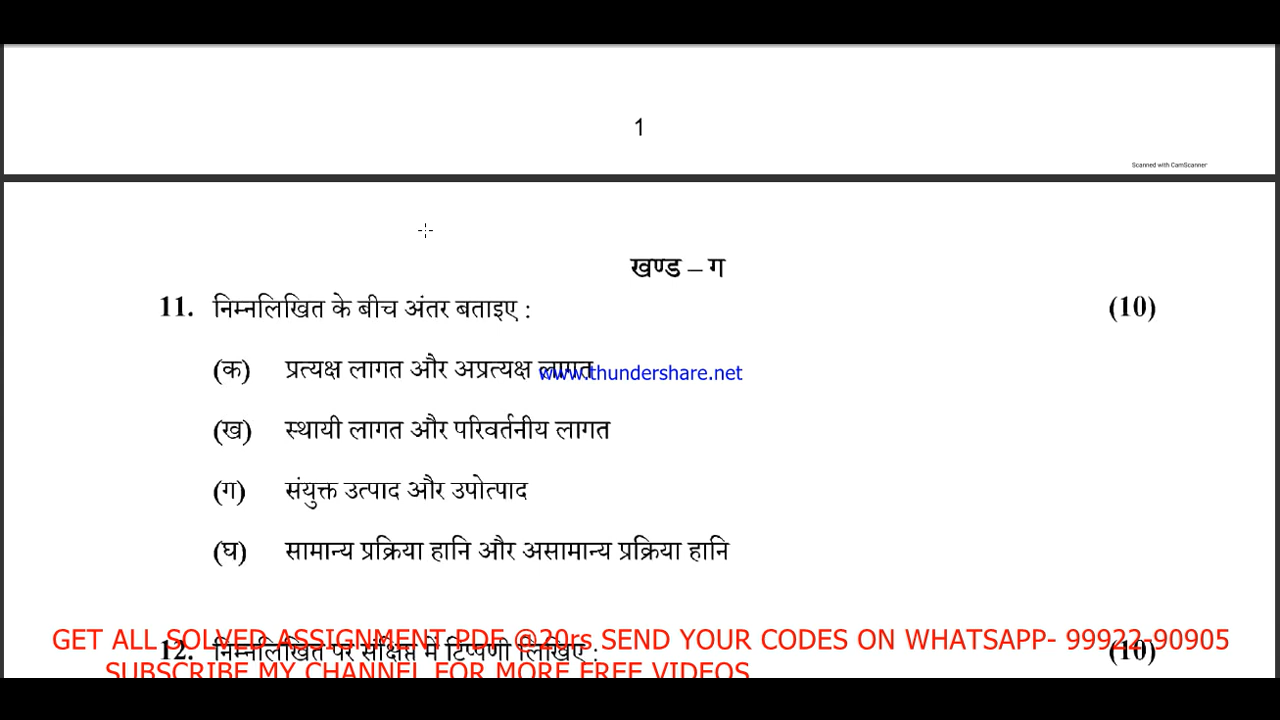 1
Scanned with CamScanner
खण्ड – ग
11. निम्नलिखित के बीच अंतर बताइए : (10)
(क) प्रत्यक्ष लागत और अप्रत्यक्ष लागत
www.thundershare.net
(ख) स्थायी लागत और परिवर्तनीय लागत
(ग) संयुक्त उत्पाद और उपोत्पाद
(घ) सामान्य प्रक्रिया हानि और असामान्य प्रक्रिया हानि
GET ALL SOLVED ASSIGNMENT PDF @20rs SEND YOUR CODES ON WHATSAPP- 99922-90905
12. निम्नलिखित पर संक्षिप्त में टिप्पणी लिखिए : (10)
SUBSCRIBE MY CHANNEL FOR MORE FREE VIDEOS